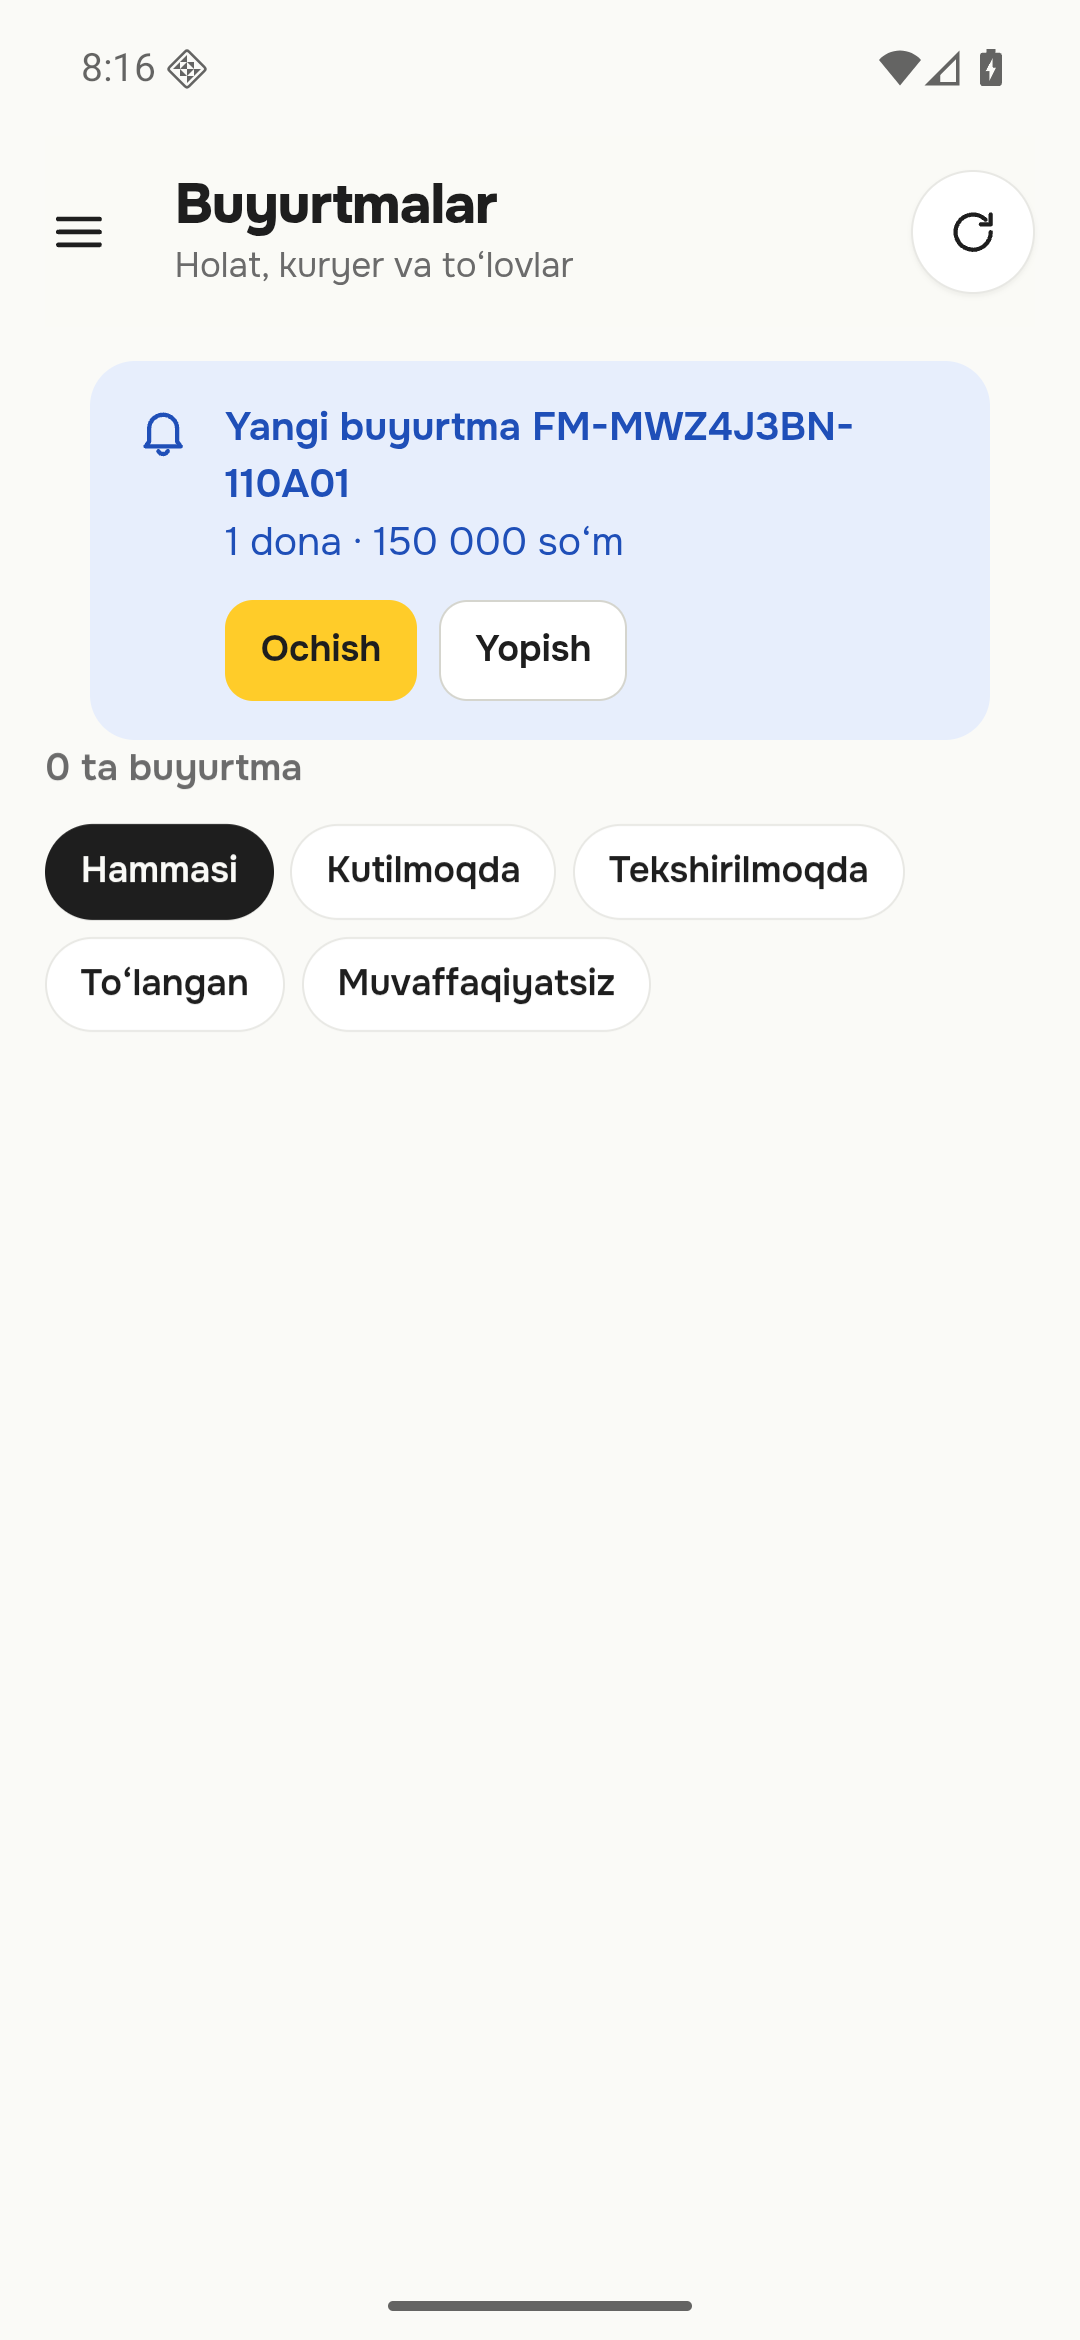 8:16
Buyurtmalar
Holat, kuryer va to‘lovlar
Yangi buyurtma FM-MWZ4J3BN-
110A01
1 dona · 150 000 so‘m
Ochish Yopish
0 ta buyurtma
Hammasi Kutilmoqda Tekshirilmoqda
To‘langan Muvaffaqiyatsiz